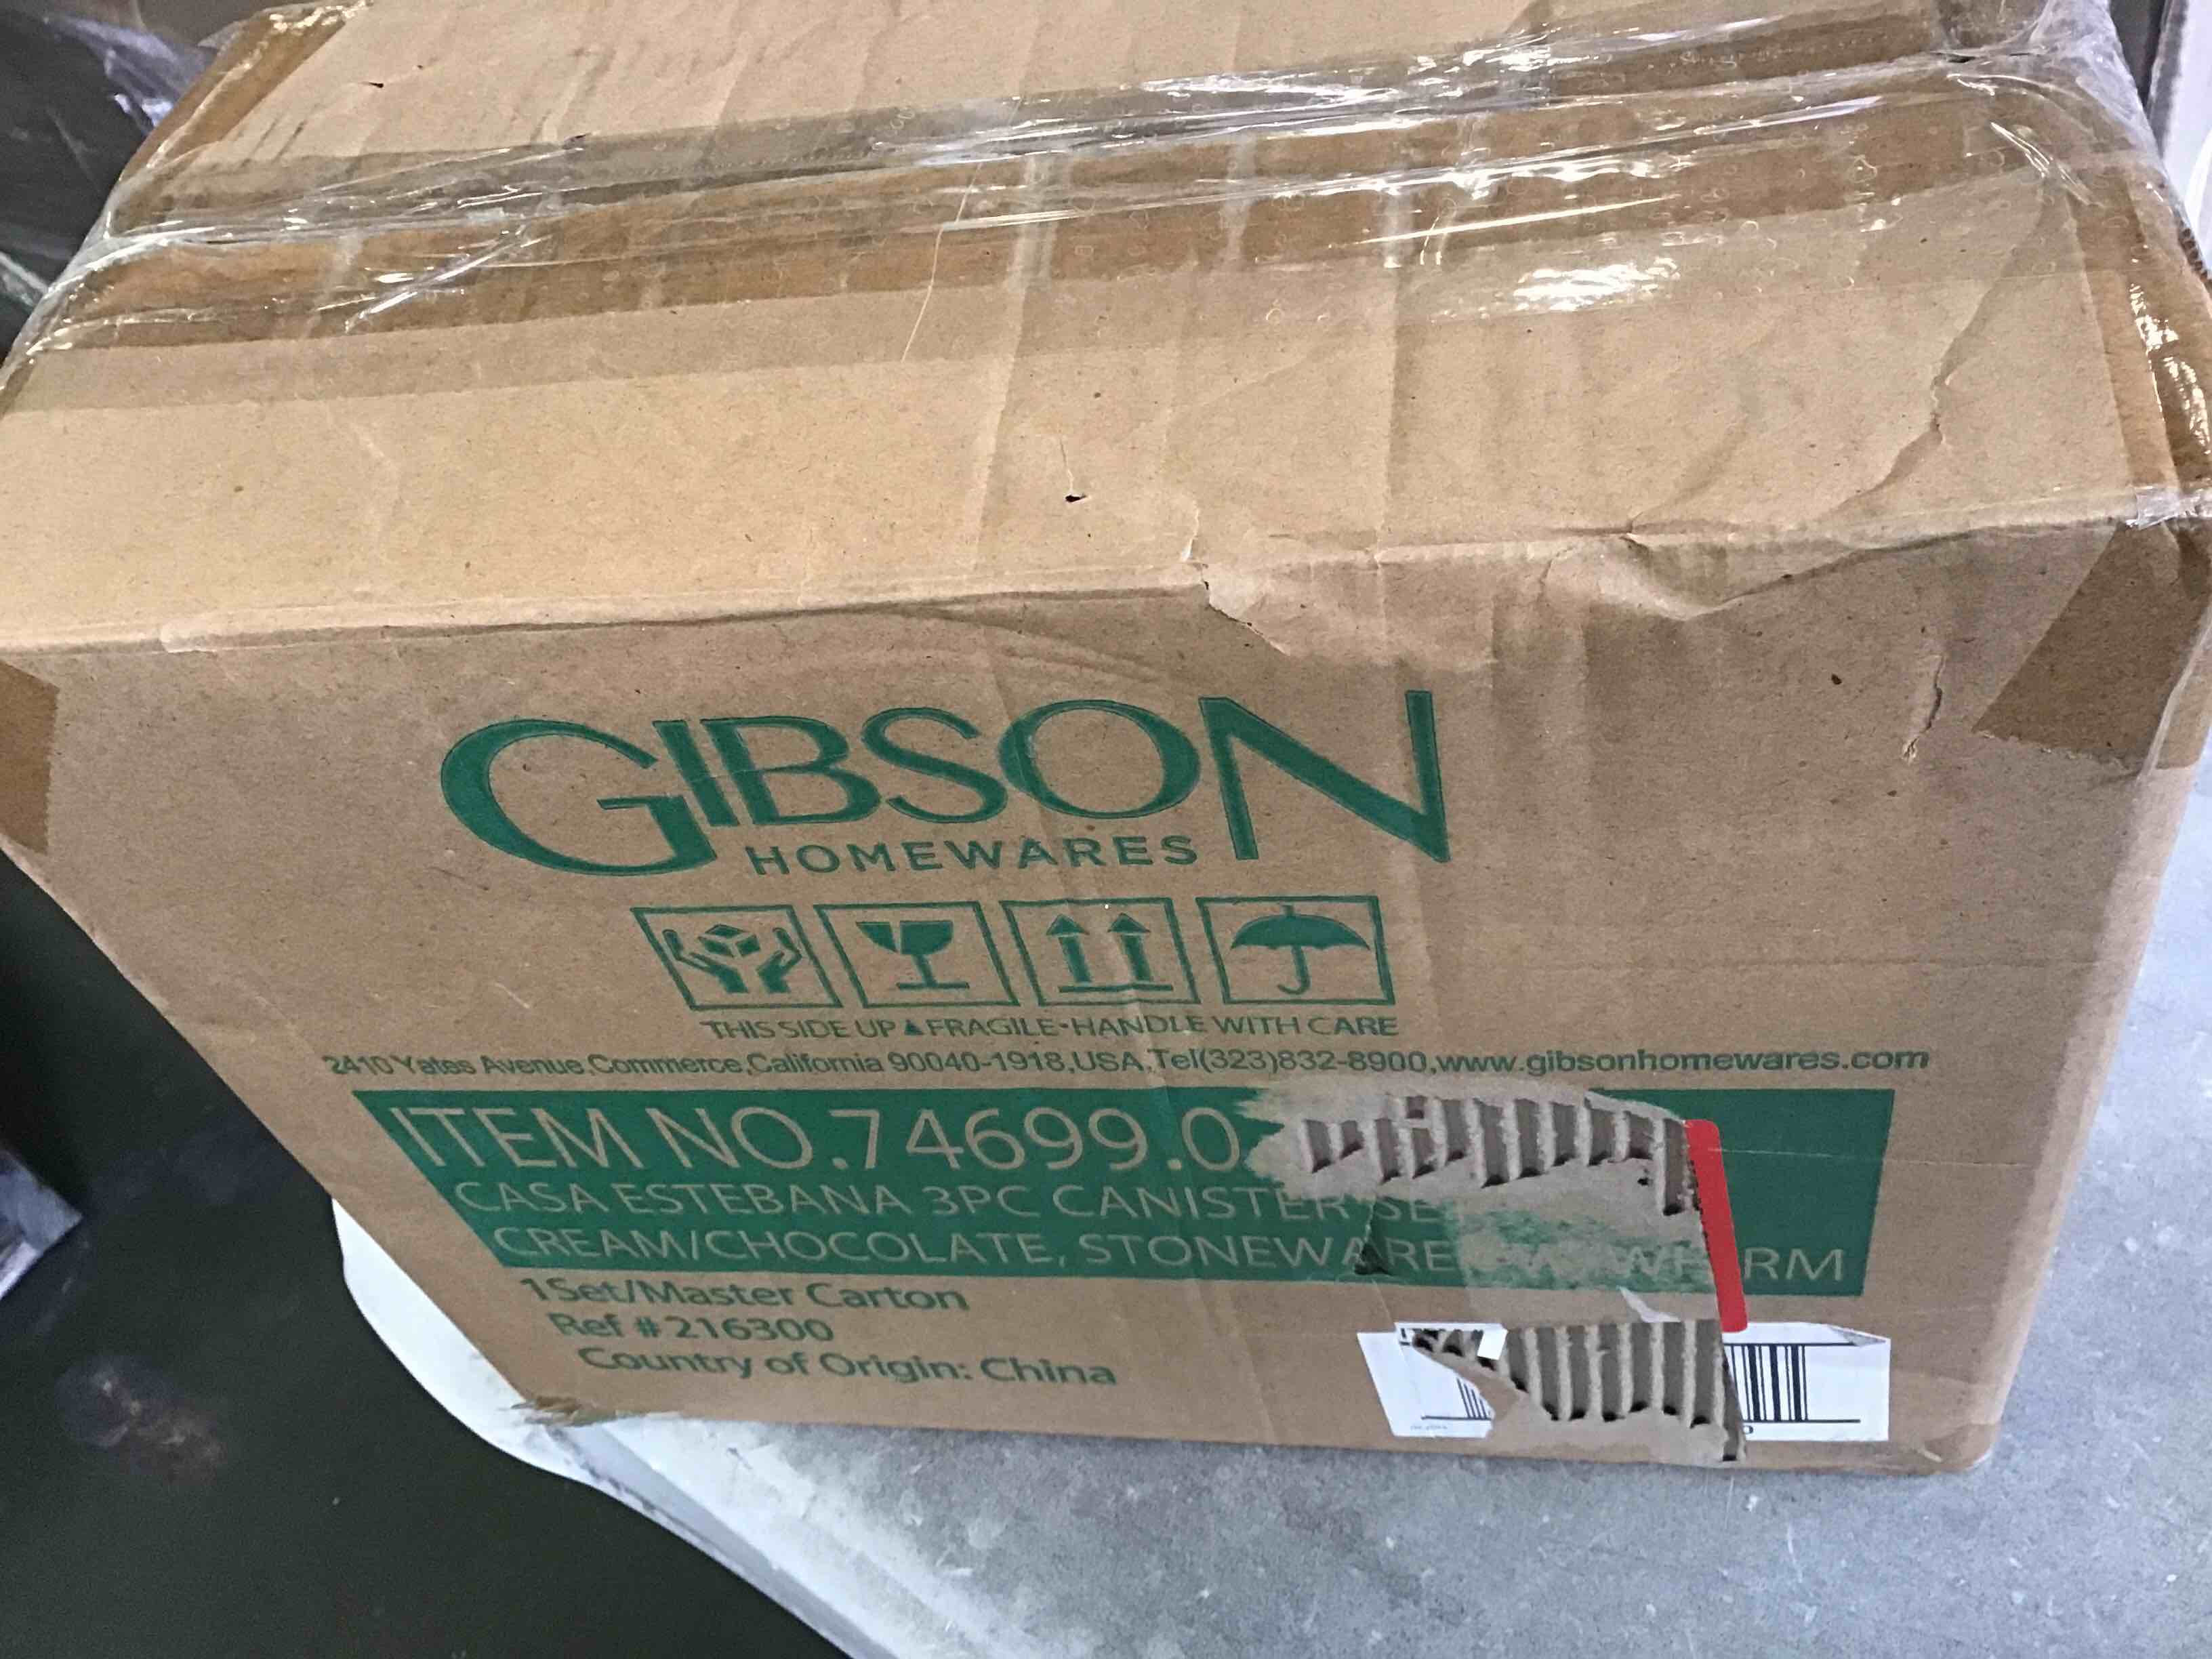 GIBSON
HOMEWARES
THIS SIDE UP▲FRAGILE-HANDLE WITH CARE
2410 Yates Avenue,Commerce,California 90040-1918,USA,Tel(323)832-8900,www.gibsonhomewares.com
ITEM NO.74699.0
CASA ESTEBANA 3PC CANISTER SE
CREAM/CHOCOLATE, STONEWARE RM
1Set/Master Carton
Ref #216300
Country of Origin: China